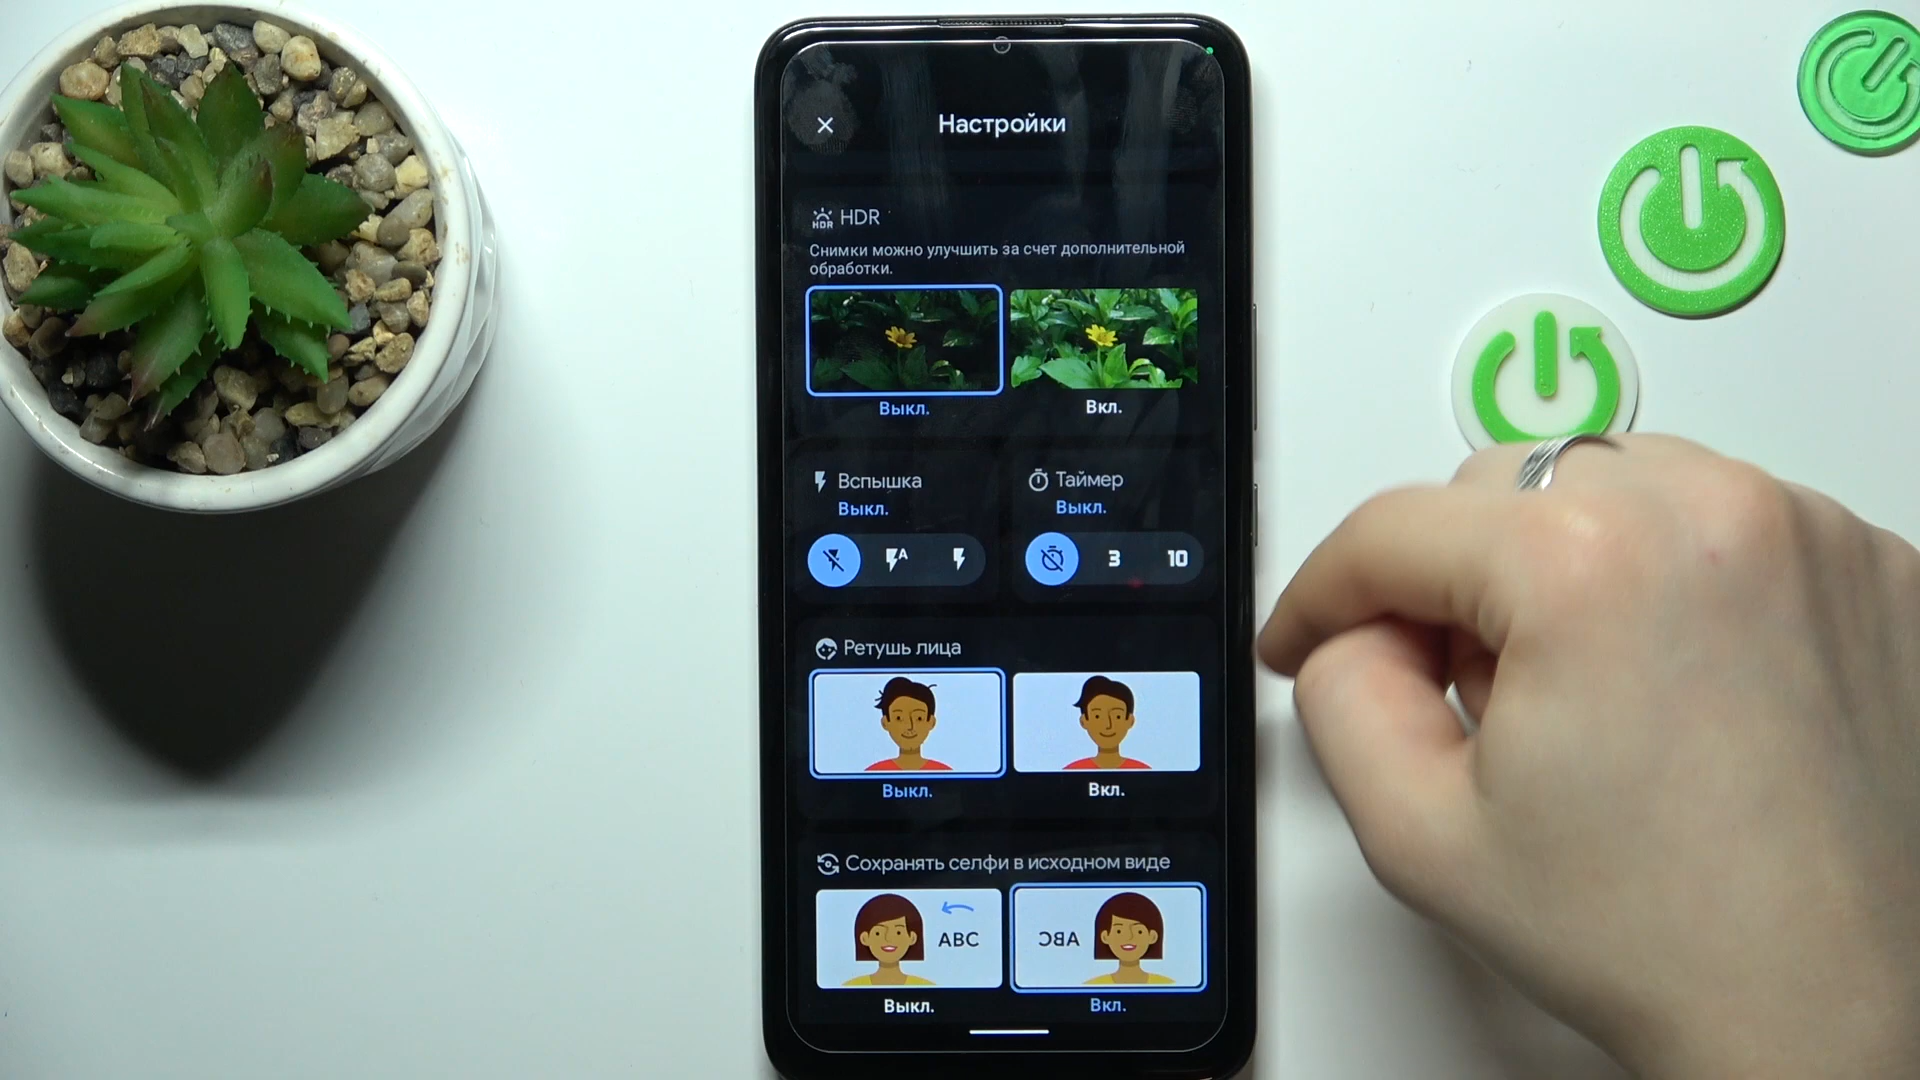 Настройки
HDR
Снимки можно улучшить за счет дополнительной
обработки.
Выкл.
Вкл.
Вспышка
Выкл.
Таймер
Выкл.
A
3
10
Ретушь лица
Выкл.
Вкл.
Сохранять селфи в исходном виде
ABC
ABC
Выкл.
Вкл.